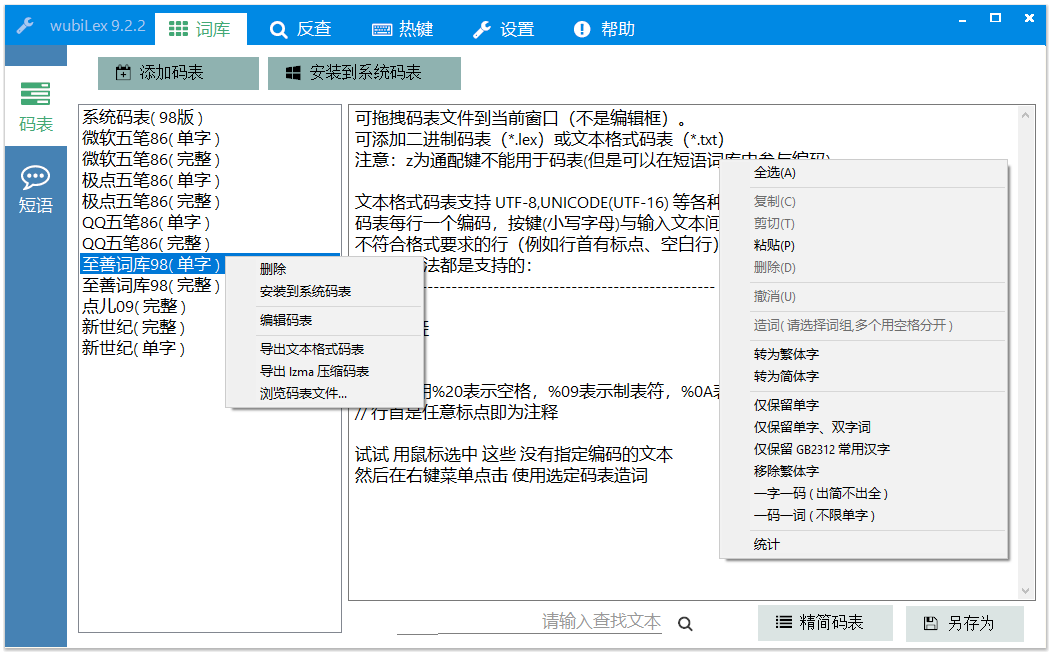 wubiLex 9.2.2
词库
反查
热键
设置
帮助
码表
短语
添加码表
安装到系统码表
系统码表( 98版 )
微软五笔86( 单字 )
微软五笔86( 完整 )
极点五笔86( 单字 )
极点五笔86( 完整 )
QQ五笔86( 单字 )
QQ五笔86( 完整 )
至善词库98( 单字 )
至善词库98( 完整 )
点儿09( 完整 )
新世纪( 完整 )
新世纪( 单字 )
删除
安装到系统码表
编辑码表
导出文本格式码表
导出 lzma 压缩码表
浏览码表文件...
可拖拽码表文件到当前窗口（不是编辑框）。
可添加二进制码表（*.lex）或文本格式码表（*.txt）
注意：z为通配键不能用于码表(但是可以在短语词库中参与编码)
文本格式码表支持 UTF-8,UNICODE(UTF-16) 等各种
码表每行一个编码，按键(小写字母)与输入文本间
不符合格式要求的行（例如行首有标点、空白行）
法都是支持的：
用%20表示空格，%09表示制表符，%0A表
// 行首是任意标点即为注释
试试 用鼠标选中 这些 没有指定编码的文本
然后在右键菜单点击 使用选定码表造词
全选(A)
复制(C)
剪切(T)
粘贴(P)
删除(D)
撤消(U)
造词( 请选择词组,多个用空格分开 )
转为繁体字
转为简体字
仅保留单字
仅保留单字、双字词
仅保留 GB2312 常用汉字
移除繁体字
一字一码 ( 出简不出全 )
一码一词 ( 不限单字 )
统计
请输入查找文本
精简码表
另存为